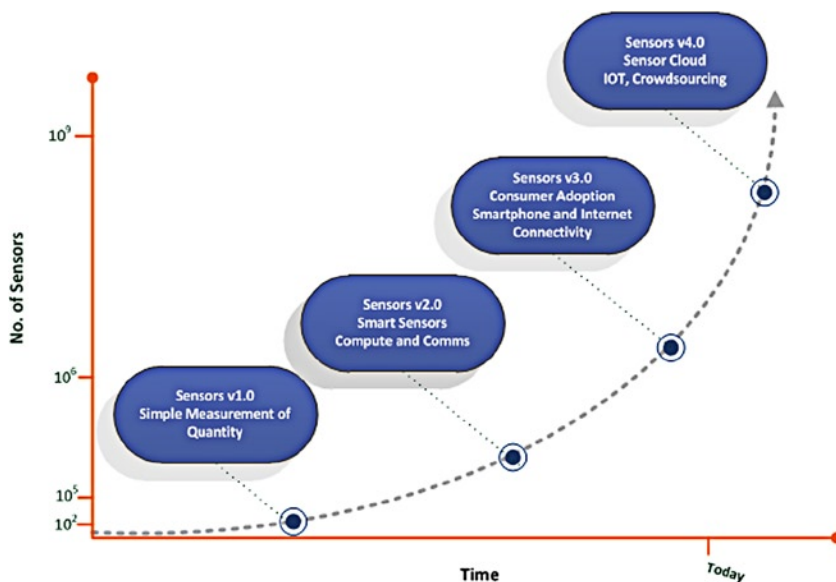 Sensors v4.0
Sensor Cloud
IOT, Crowdsourcing
10⁹
Sensors v3.0
Consumer Adoption
Smartphone and Internet
Connectivity
No. of Sensors
Sensors v2.0
Smart Sensors
Compute and Comms
10⁶
Sensors v1.0
Simple Measurement of
Quantity
10⁵
10²
Time
Today